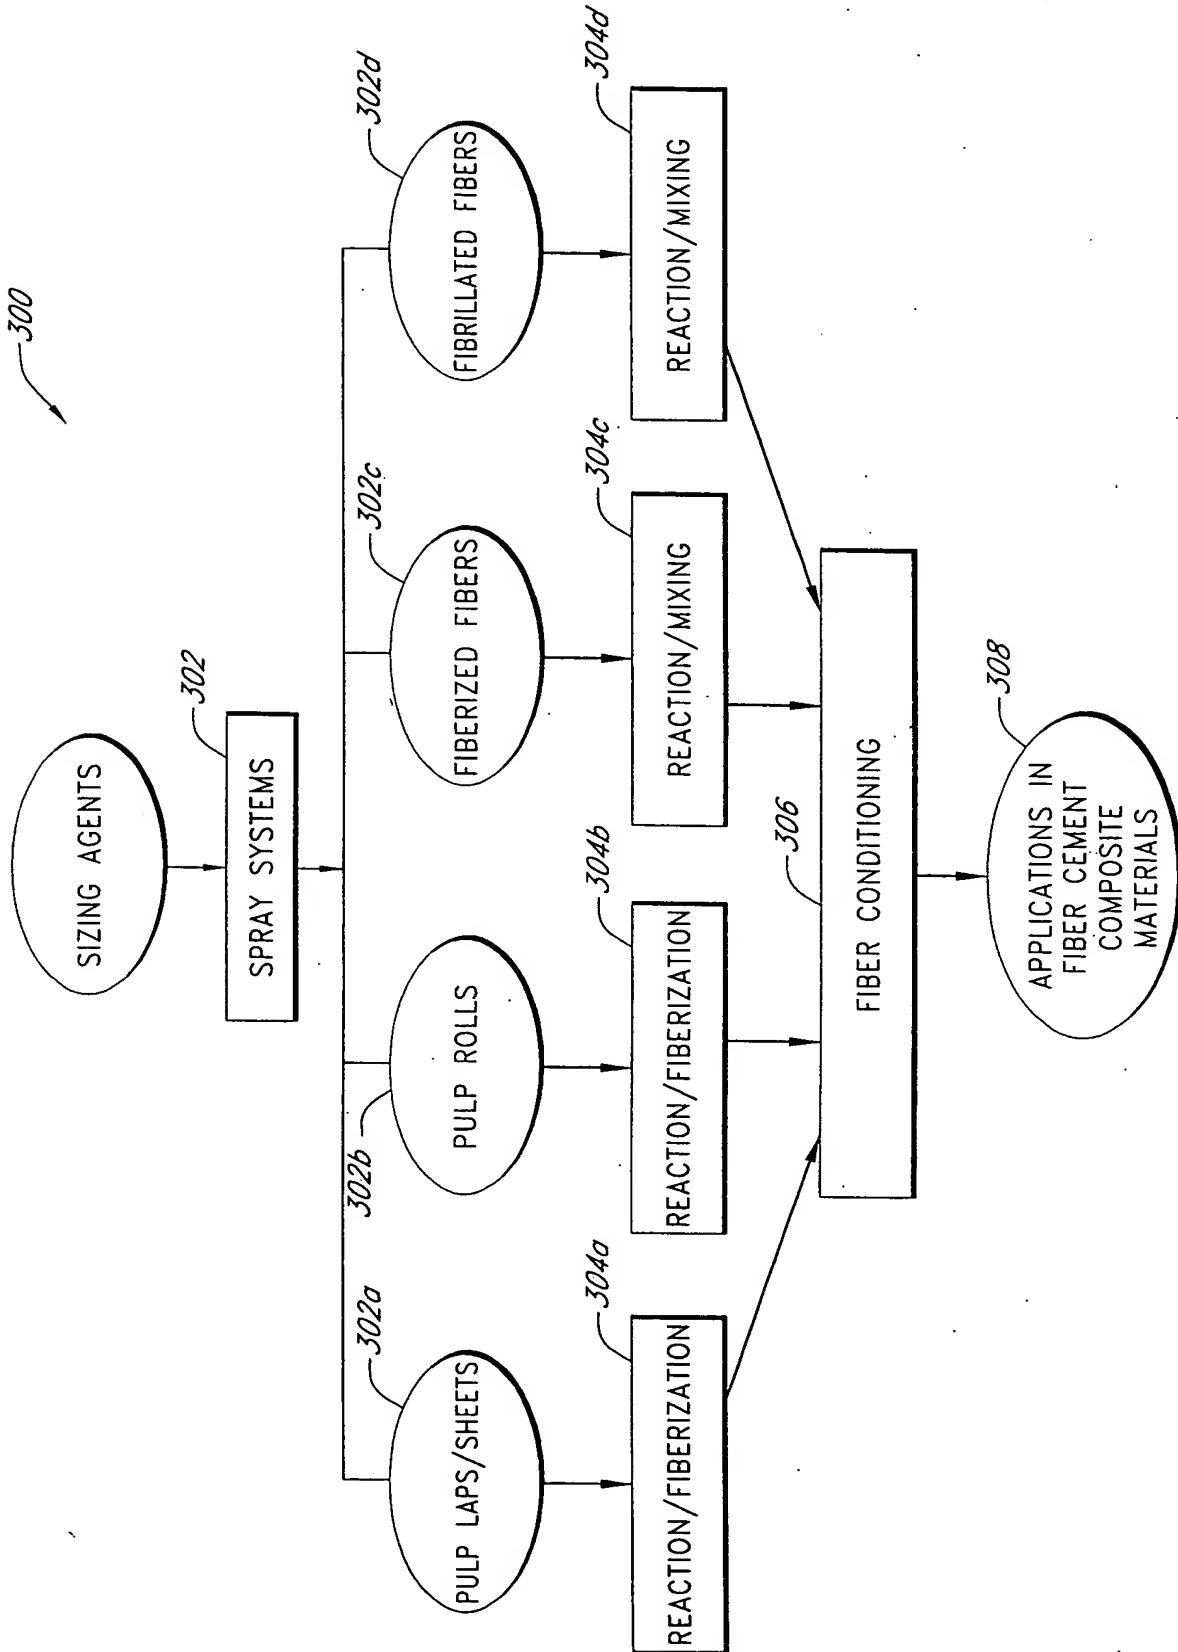 300
SIZING AGENTS
302
SPRAY SYSTEMS
302a
PULP LAPS/SHEETS
302b
PULP ROLLS
302c
FIBERIZED FIBERS
302d
FIBRILLATED FIBERS
304a
REACTION/FIBERIZATION
304b
REACTION/FIBERIZATION
304c
REACTION/MIXING
304d
REACTION/MIXING
306
FIBER CONDITIONING
308
APPLICATIONS IN
FIBER CEMENT
COMPOSITE
MATERIALS